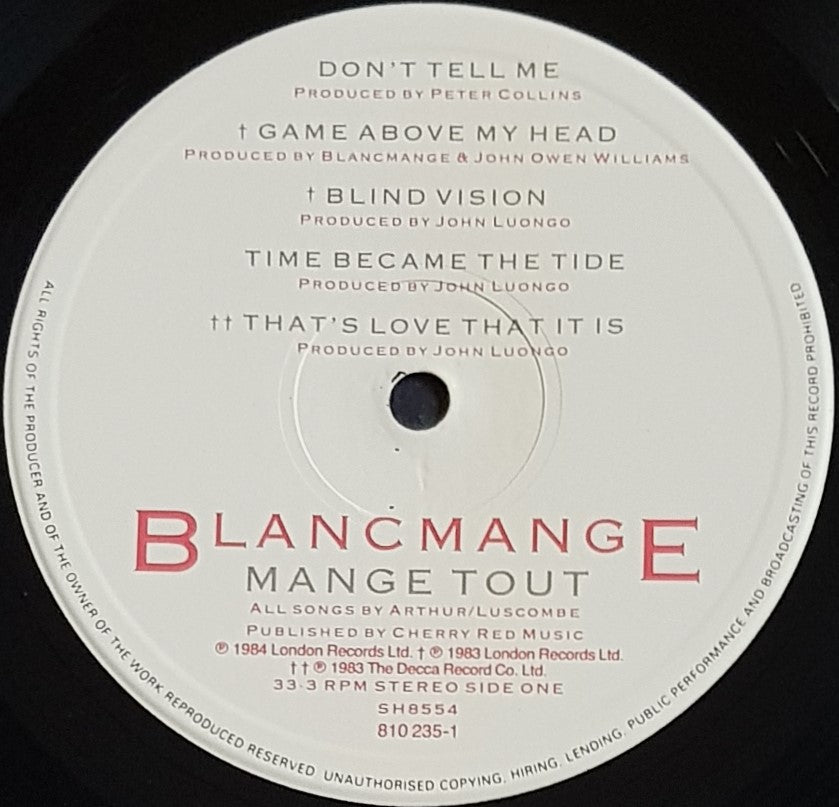 DON'T TELL ME
PRODUCED BY PETER COLLINS
† GAME ABOVE MY HEAD
PRODUCED BY BLANCMANGE & JOHN OWEN WILLIAMS
† BLIND VISION
PRODUCED BY JOHN LUONGO
TIME BECAME THE TIDE
PRODUCED BY JOHN LUONGO
†† THAT'S LOVE THAT IT IS
PRODUCED BY JOHN LUONGO
BLANCMANGE
MANGE TOUT
ALL SONGS BY ARTHUR/LUSCOMBE
PUBLISHED BY CHERRY RED MUSIC
℗ 1984 London Records Ltd. † ℗ 1983 London Records Ltd.
†† ℗ 1983 The Decca Record Co. Ltd.
33·3 RPM STEREO SIDE ONE
SH8554
810 235-1
ALL RIGHTS OF THE PRODUCER AND OF THE OWNER OF THE WORK REPRODUCED RESERVED UNAUTHORISED COPYING, HIRING, LENDING, PUBLIC PERFORMANCE AND BROADCASTING OF THIS RECORD PROHIBITED